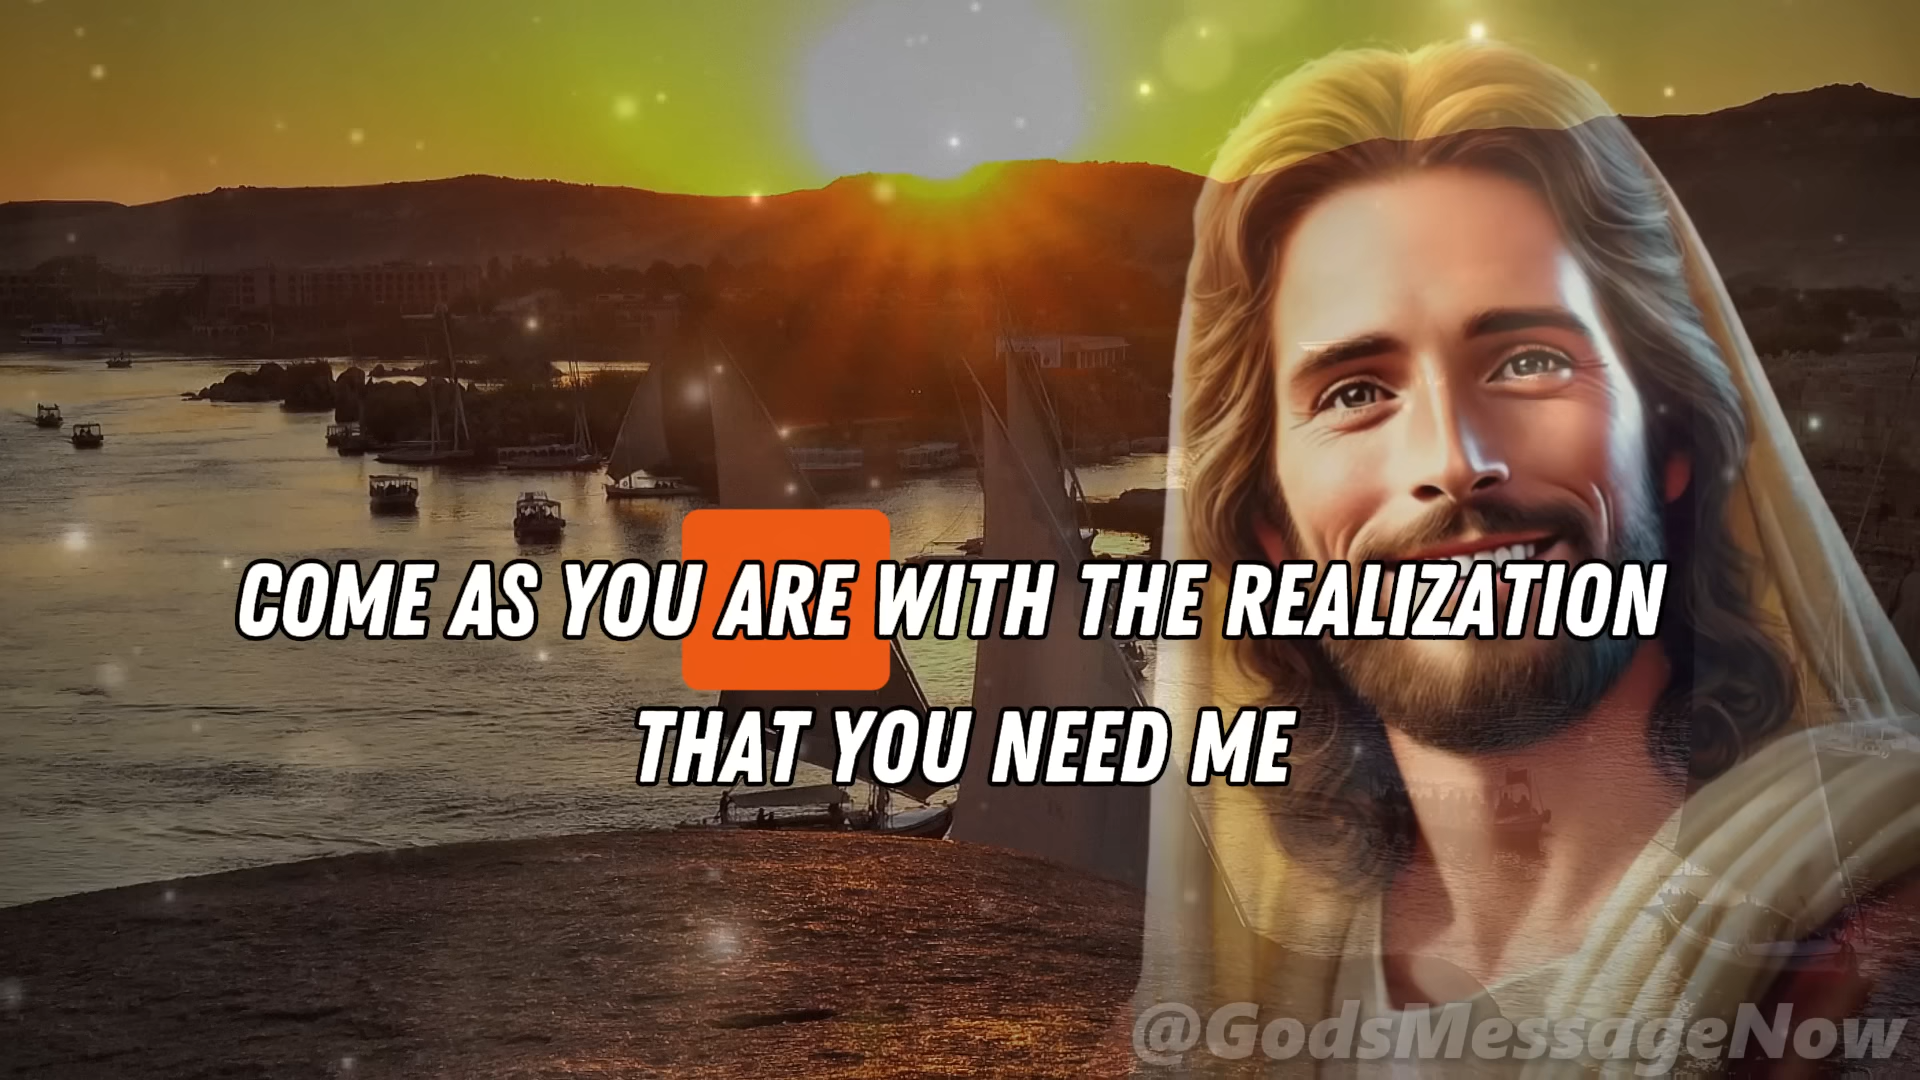 COME AS YOU ARE WITH THE REALIZATION
THAT YOU NEED ME
@GodsMessageNow